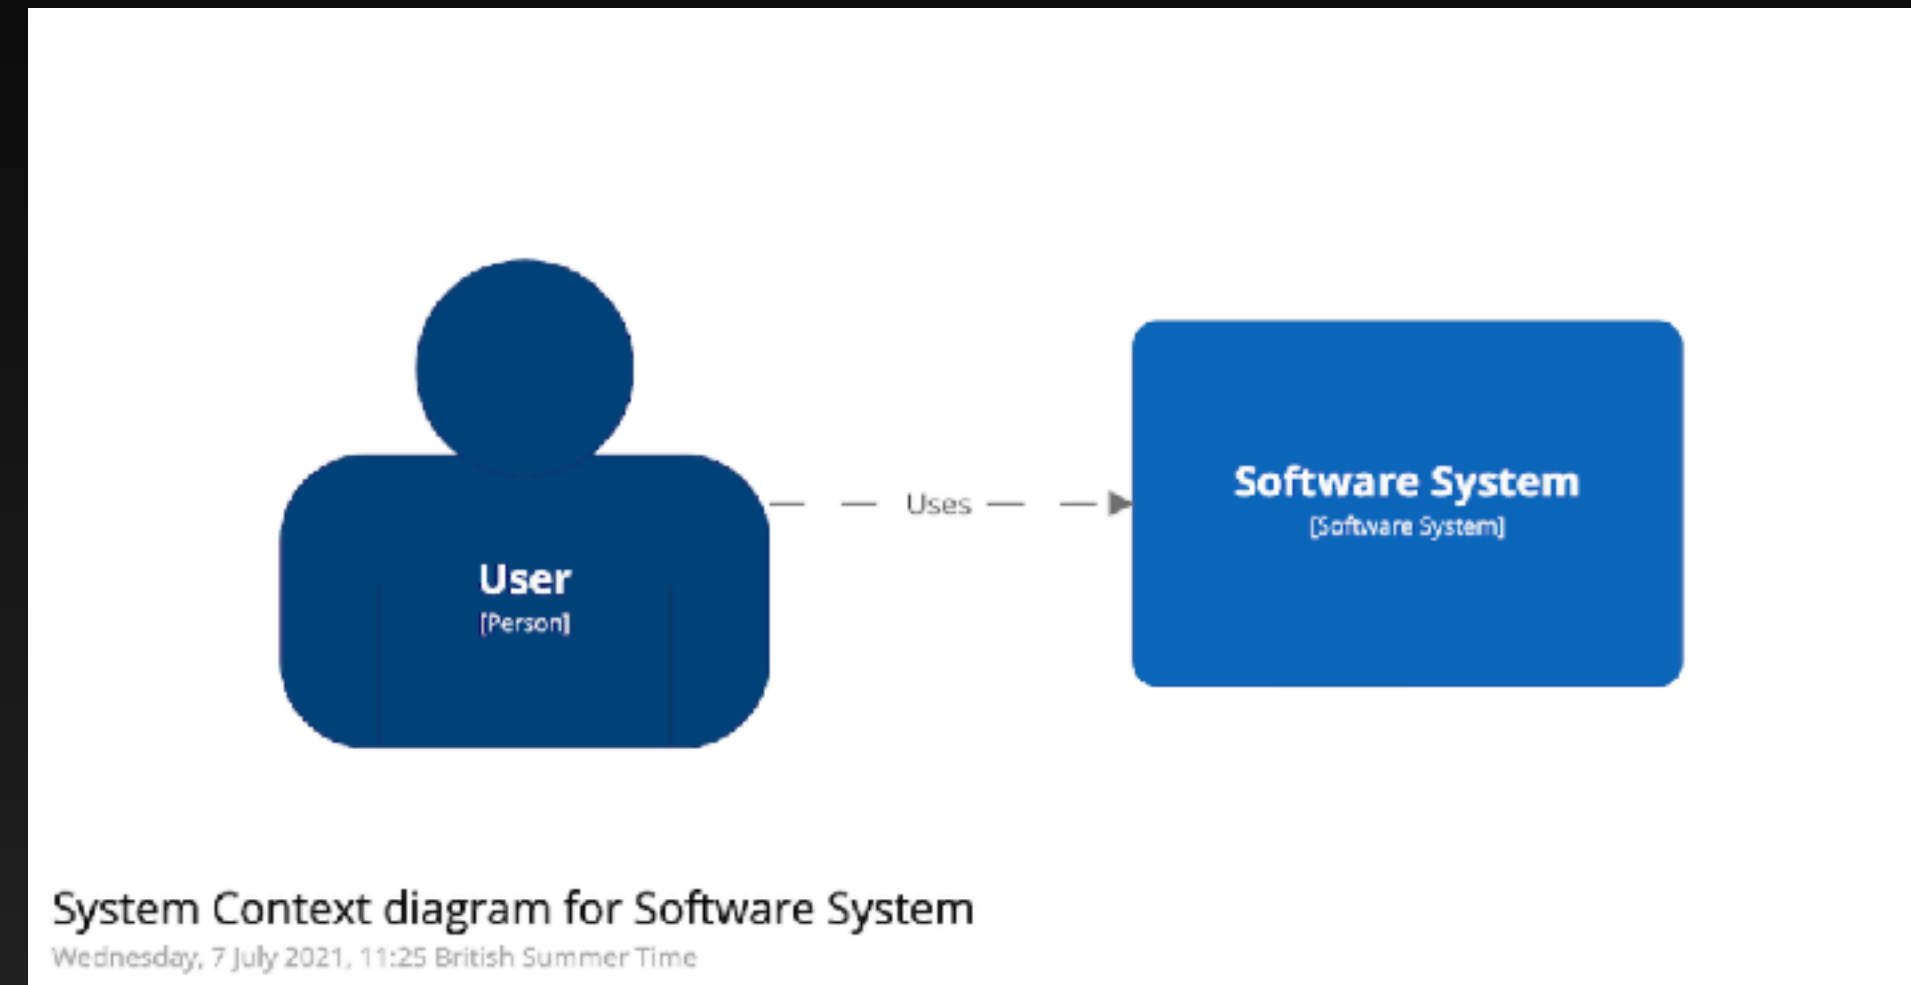 User
[Person]
Uses
Software System
[Software System]
System Context diagram for Software System
Wednesday, 7 July 2021, 11:25 British Summer Time